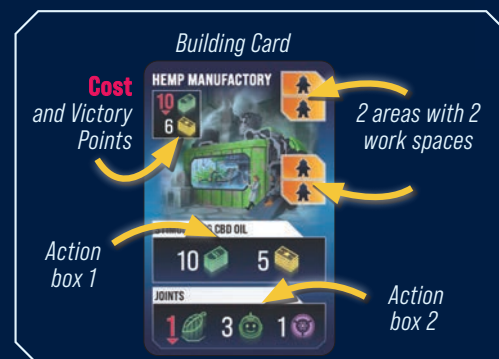 Building Card
HEMP MANUFACTORY
10
6
Cost
and Victory
Points
2 areas with 2
work spaces
Action
box 1
CBD OIL
10 5
JOINTS
1 3 1
Action
box 2